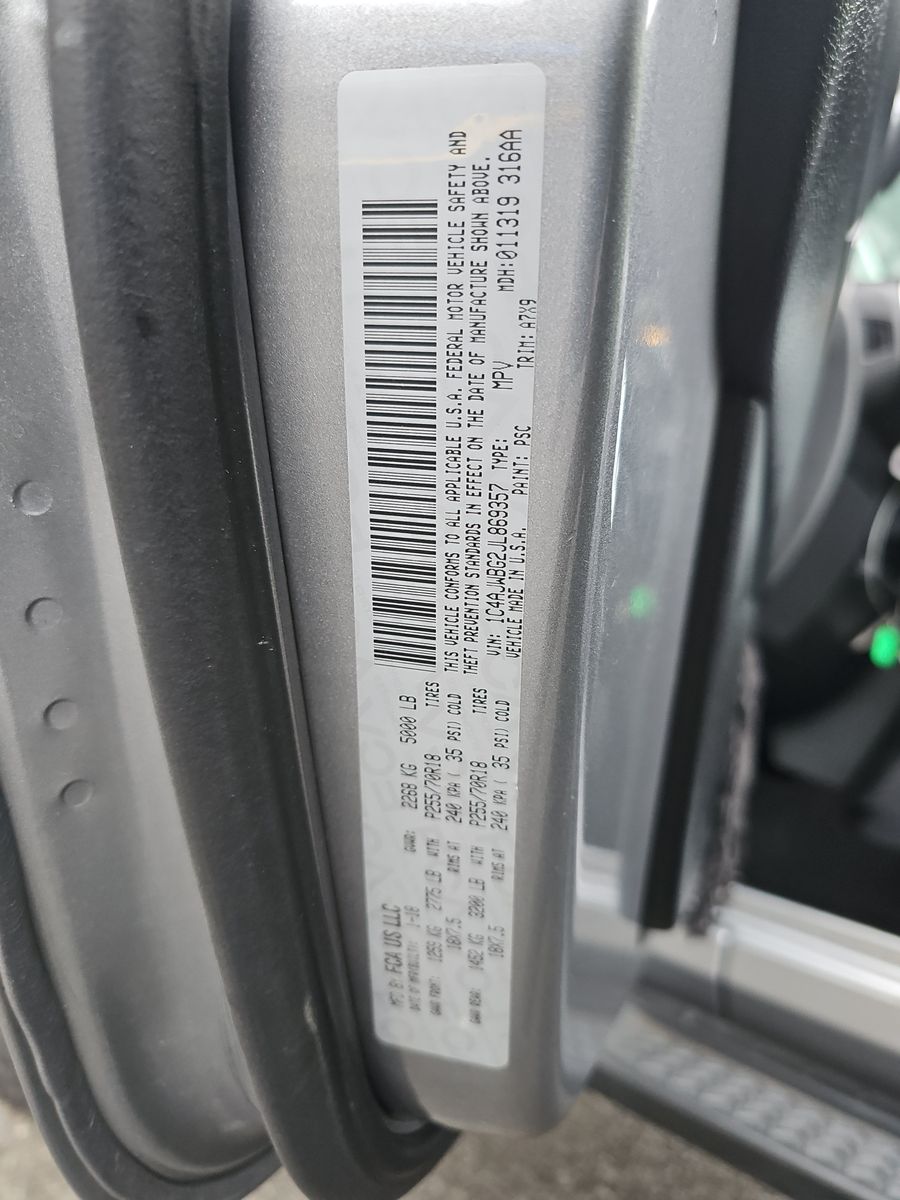 MFD BY: FCA US LLC
DATE OF MFR 1-18 GVWR: 2268 KG 5000 LB
GAWR FRONT: 1259 KG 2775 LB WITH P255/70R18 TIRES
18X7.5 RIMS AT 240 KPA ( 35 PSI) COLD
GAWR REAR: 1452 KG 3200 LB WITH P255/70R18 TIRES
18X7.5 RIMS AT 240 KPA ( 35 PSI) COLD
THIS VEHICLE CONFORMS TO ALL APPLICABLE U.S.A. FEDERAL MOTOR VEHICLE SAFETY AND
THEFT PREVENTION STANDARDS IN EFFECT ON THE DATE OF MANUFACTURE SHOWN ABOVE.
VIN: 1C4AJWBG2JL869357 TYPE: MPV MDH:011319 316AA
VEHICLE MADE IN U.S.A. PAINT: PSC TRIM: A7X9